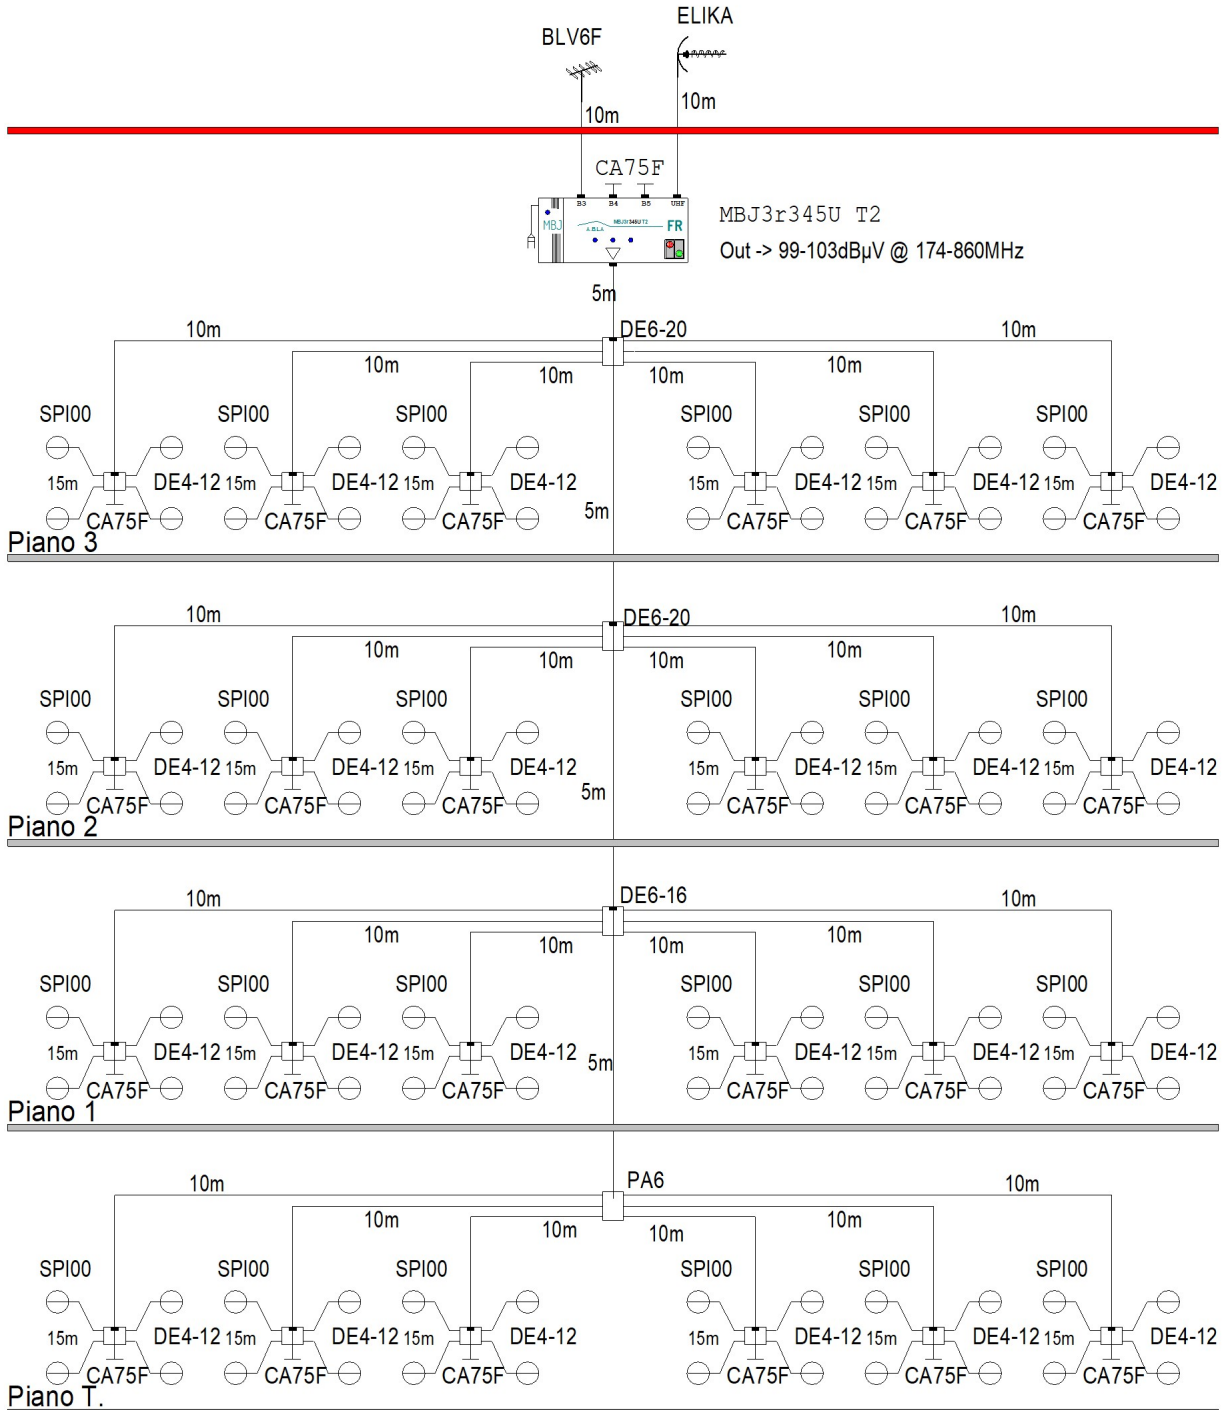 ELIKA
BLV6F
10m
10m
CA75F
B3 B4 B5 UHF
MBJ MBJ3r345U T2 FR
A.B.L.A
MBJ3r345U T2
Out -> 99-103dBµV @ 174-860MHz
5m
10m DE6-20 10m
10m 10m 10m 10m
SPI00 SPI00 SPI00 SPI00 SPI00 SPI00
15m DE4-12 15m DE4-12 15m DE4-12 15m DE4-12 15m DE4-12 15m DE4-12
5m
CA75F CA75F CA75F CA75F CA75F CA75F
Piano 3
10m DE6-20 10m
10m 10m 10m 10m
SPI00 SPI00 SPI00 SPI00 SPI00 SPI00
15m DE4-12 15m DE4-12 15m DE4-12 15m DE4-12 15m DE4-12 15m DE4-12
5m
CA75F CA75F CA75F CA75F CA75F CA75F
Piano 2
10m DE6-16 10m
10m 10m 10m 10m
SPI00 SPI00 SPI00 SPI00 SPI00 SPI00
15m DE4-12 15m DE4-12 15m DE4-12 15m DE4-12 15m DE4-12 15m DE4-12
5m
CA75F CA75F CA75F CA75F CA75F CA75F
Piano 1
10m PA6 10m
10m 10m 10m 10m
SPI00 SPI00 SPI00 SPI00 SPI00 SPI00
15m DE4-12 15m DE4-12 15m DE4-12 15m DE4-12 15m DE4-12 15m DE4-12
CA75F CA75F CA75F CA75F CA75F CA75F
Piano T.